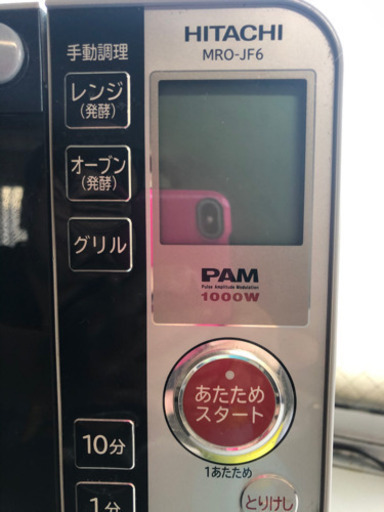 HITACHI
MRO-JF6
手動調理
レンジ
(発酵)
オーブン
(発酵)
グリル
PAM
Pulse Amplitude Modulation
1000W
あたため
スタート
1あたため
10分
1分
とりけし